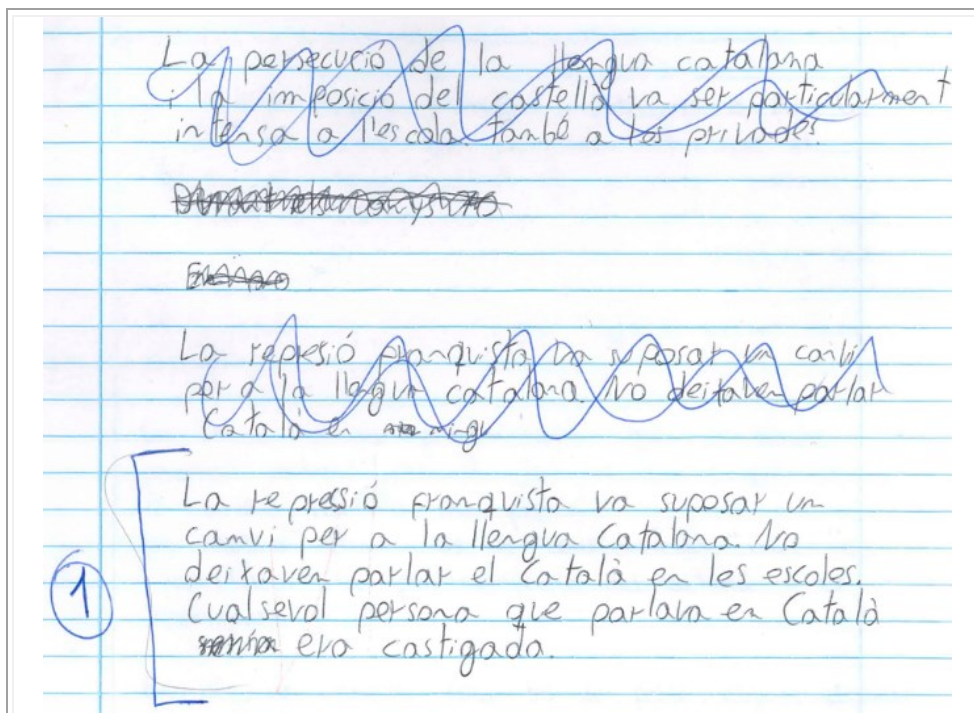 La persecució de la llengua catalana
i la imposició del castellà va ser particularment
intensa a l'escola. també a les privades.
La represió franquista va suposar un canvi
per a la llengua catalana. No deixaven parlar
Català en ningu
La repressió franquista va suposar un
camvi per a la llengua Catalana. No
deixaven parlar el Català en les escoles.
1
Cualsevol persona que parlava en Català
era castigada.